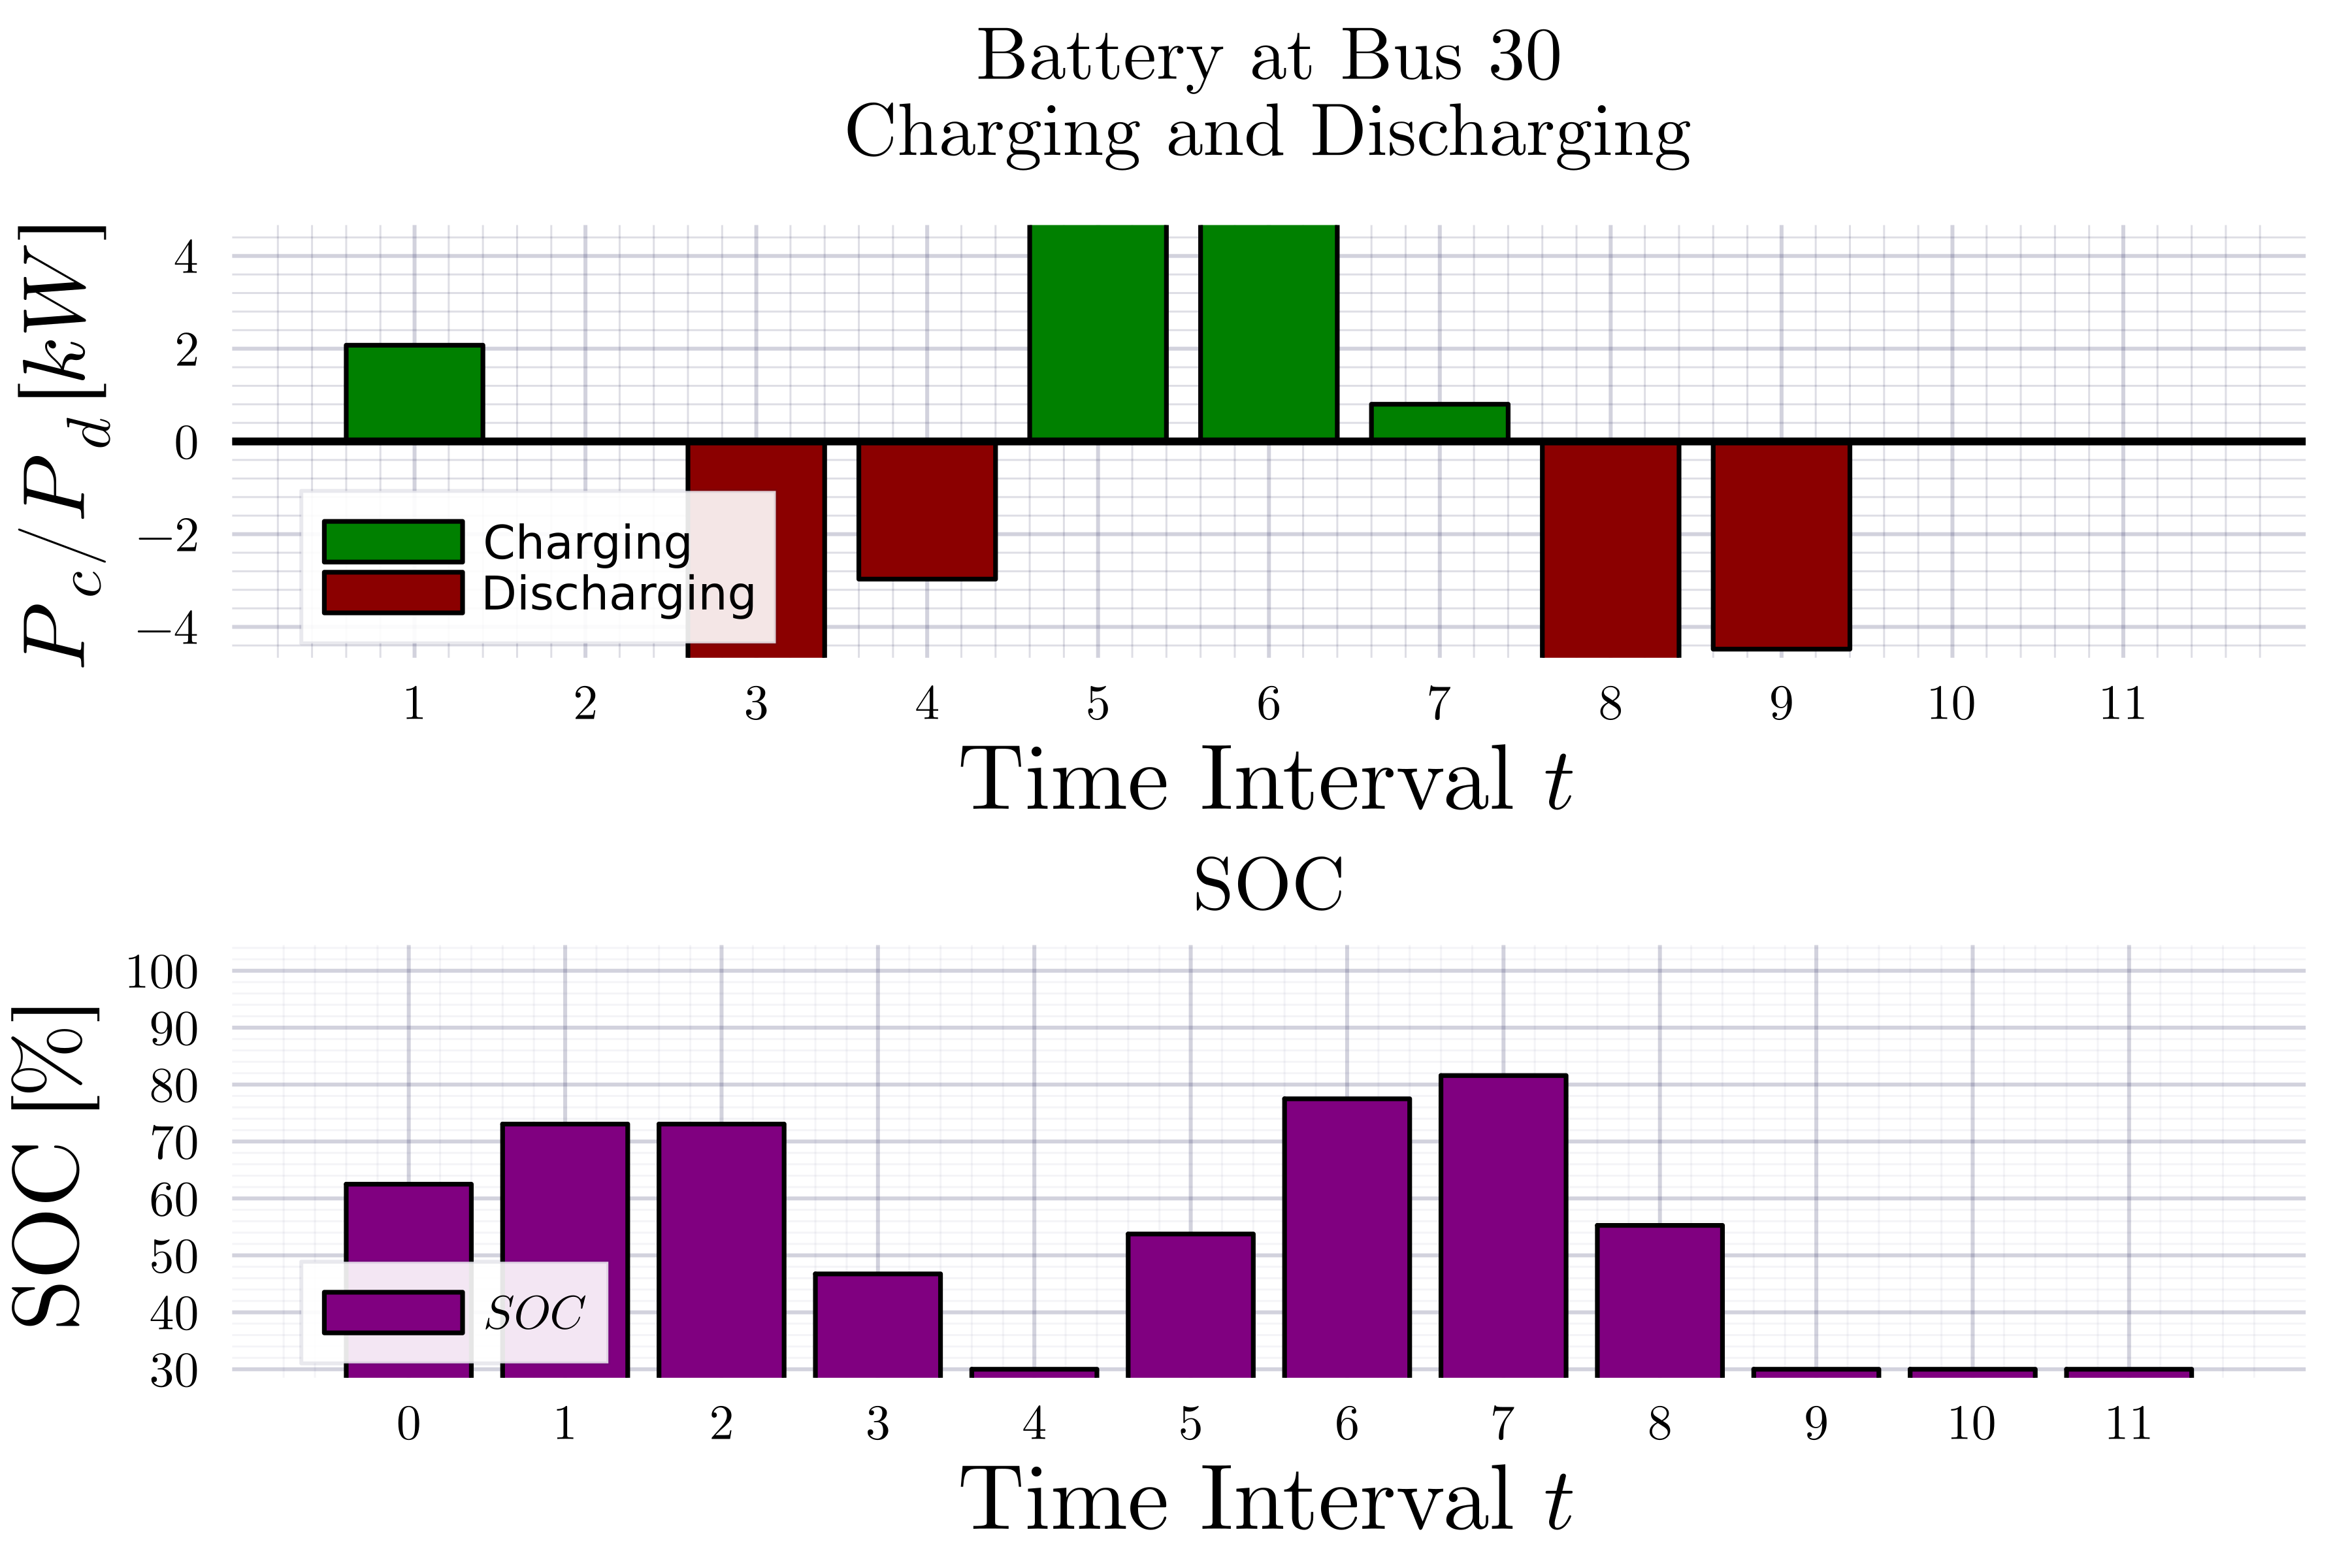 Battery at Bus 30
Charging and Discharging
P_c/P_d [kW]
4
2
0
−2
−4
Charging
Discharging
1 2 3 4 5 6 7 8 9 10 11
Time Interval t
SOC
SOC [%]
100
90
80
70
60
50
40
30
SOC
0 1 2 3 4 5 6 7 8 9 10 11
Time Interval t